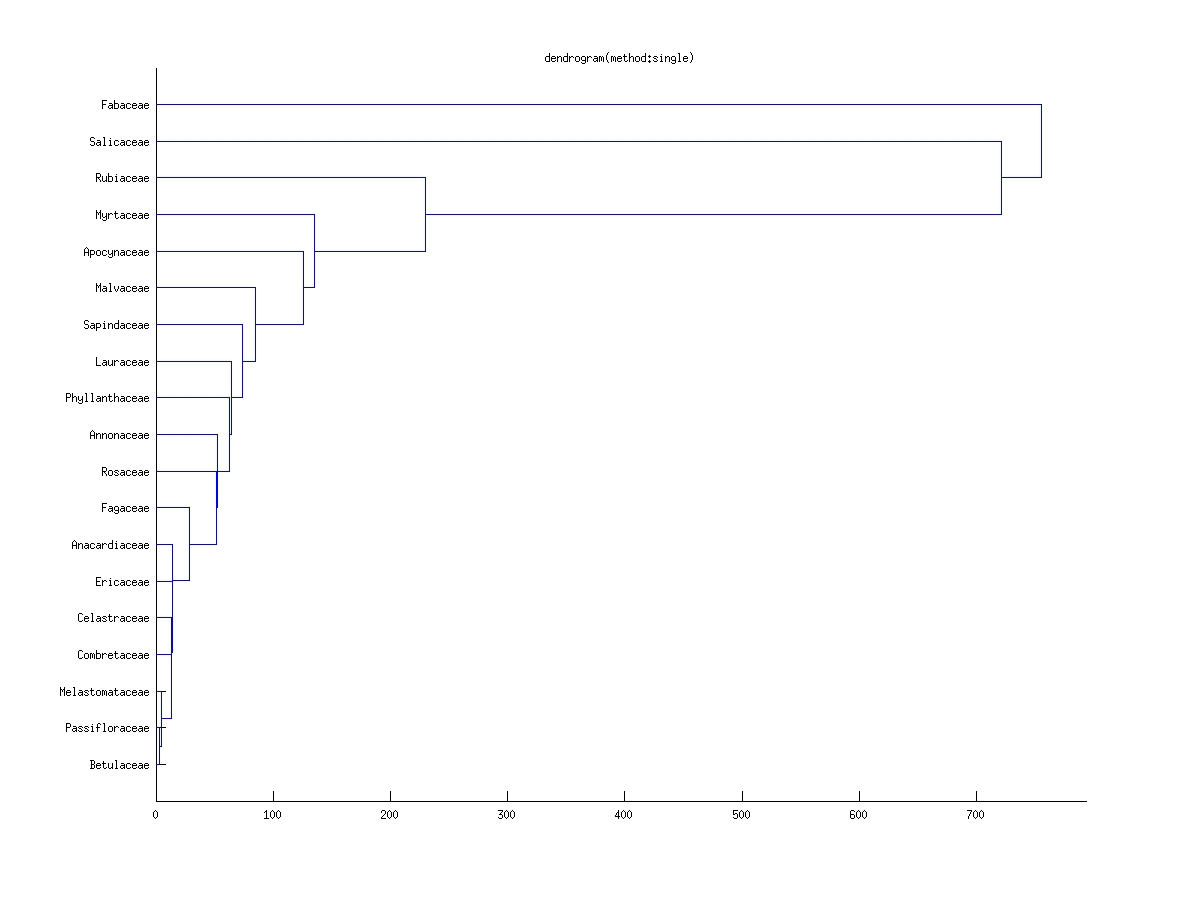 dendrogram(method:single)
Fabaceae
Salicaceae
Rubiaceae
Myrtaceae
Apocynaceae
Malvaceae
Sapindaceae
Lauraceae
Phyllanthaceae
Annonaceae
Rosaceae
Fagaceae
Anacardiaceae
Ericaceae
Celastraceae
Combretaceae
Melastomataceae
Passifloraceae
Betulaceae
0 100 200 300 400 500 600 700